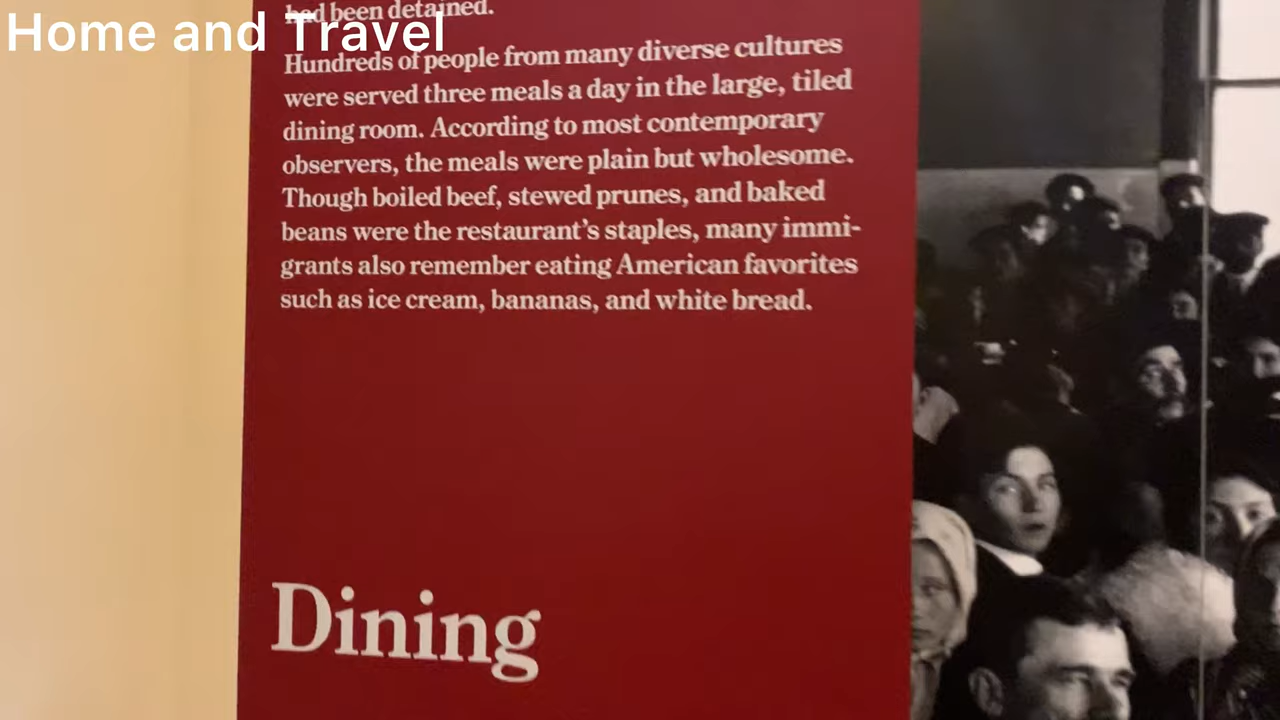 Home and Travel
had been detained.
Hundreds of people from many diverse cultures
were served three meals a day in the large, tiled
dining room. According to most contemporary
observers, the meals were plain but wholesome.
Though boiled beef, stewed prunes, and baked
beans were the restaurant's staples, many immi-
grants also remember eating American favorites
such as ice cream, bananas, and white bread.
Dining